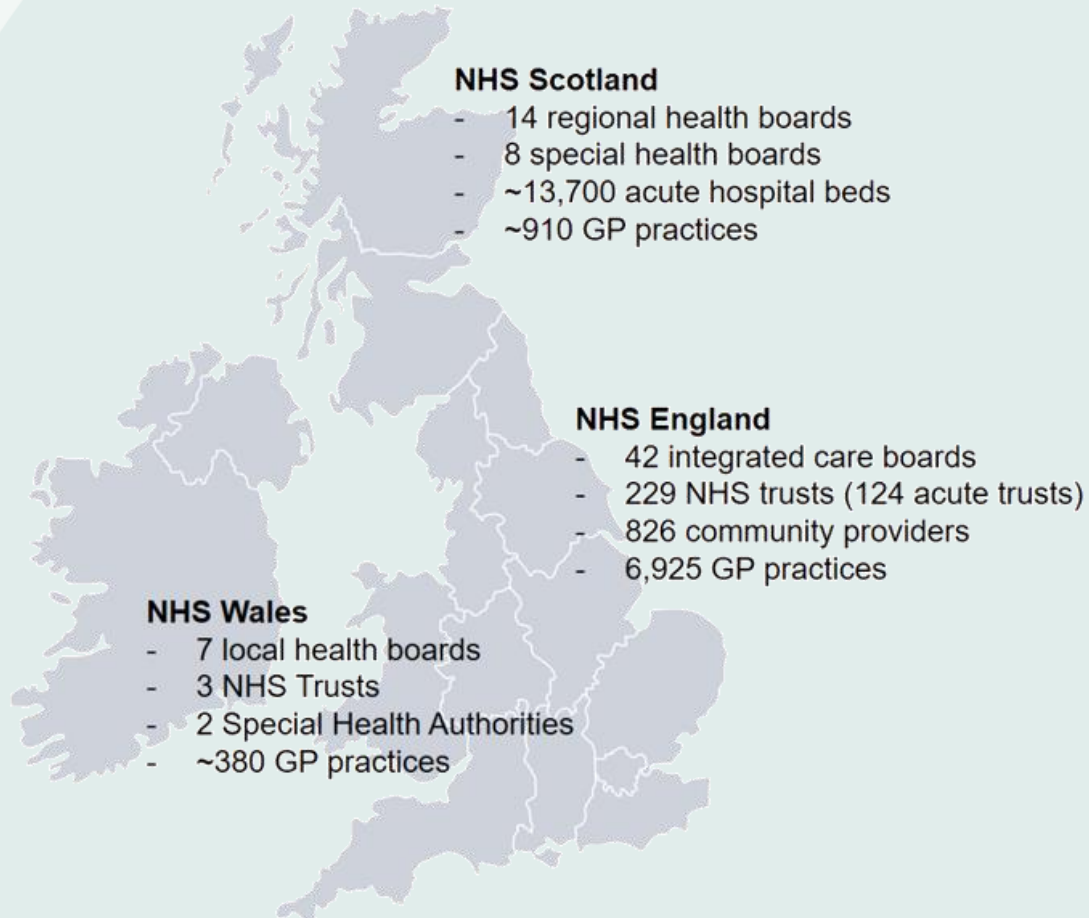 NHS Scotland
- 14 regional health boards
- 8 special health boards
- ~13,700 acute hospital beds
- ~910 GP practices
NHS England
- 42 integrated care boards
- 229 NHS trusts (124 acute trusts)
- 826 community providers
- 6,925 GP practices
NHS Wales
- 7 local health boards
- 3 NHS Trusts
- 2 Special Health Authorities
- ~380 GP practices